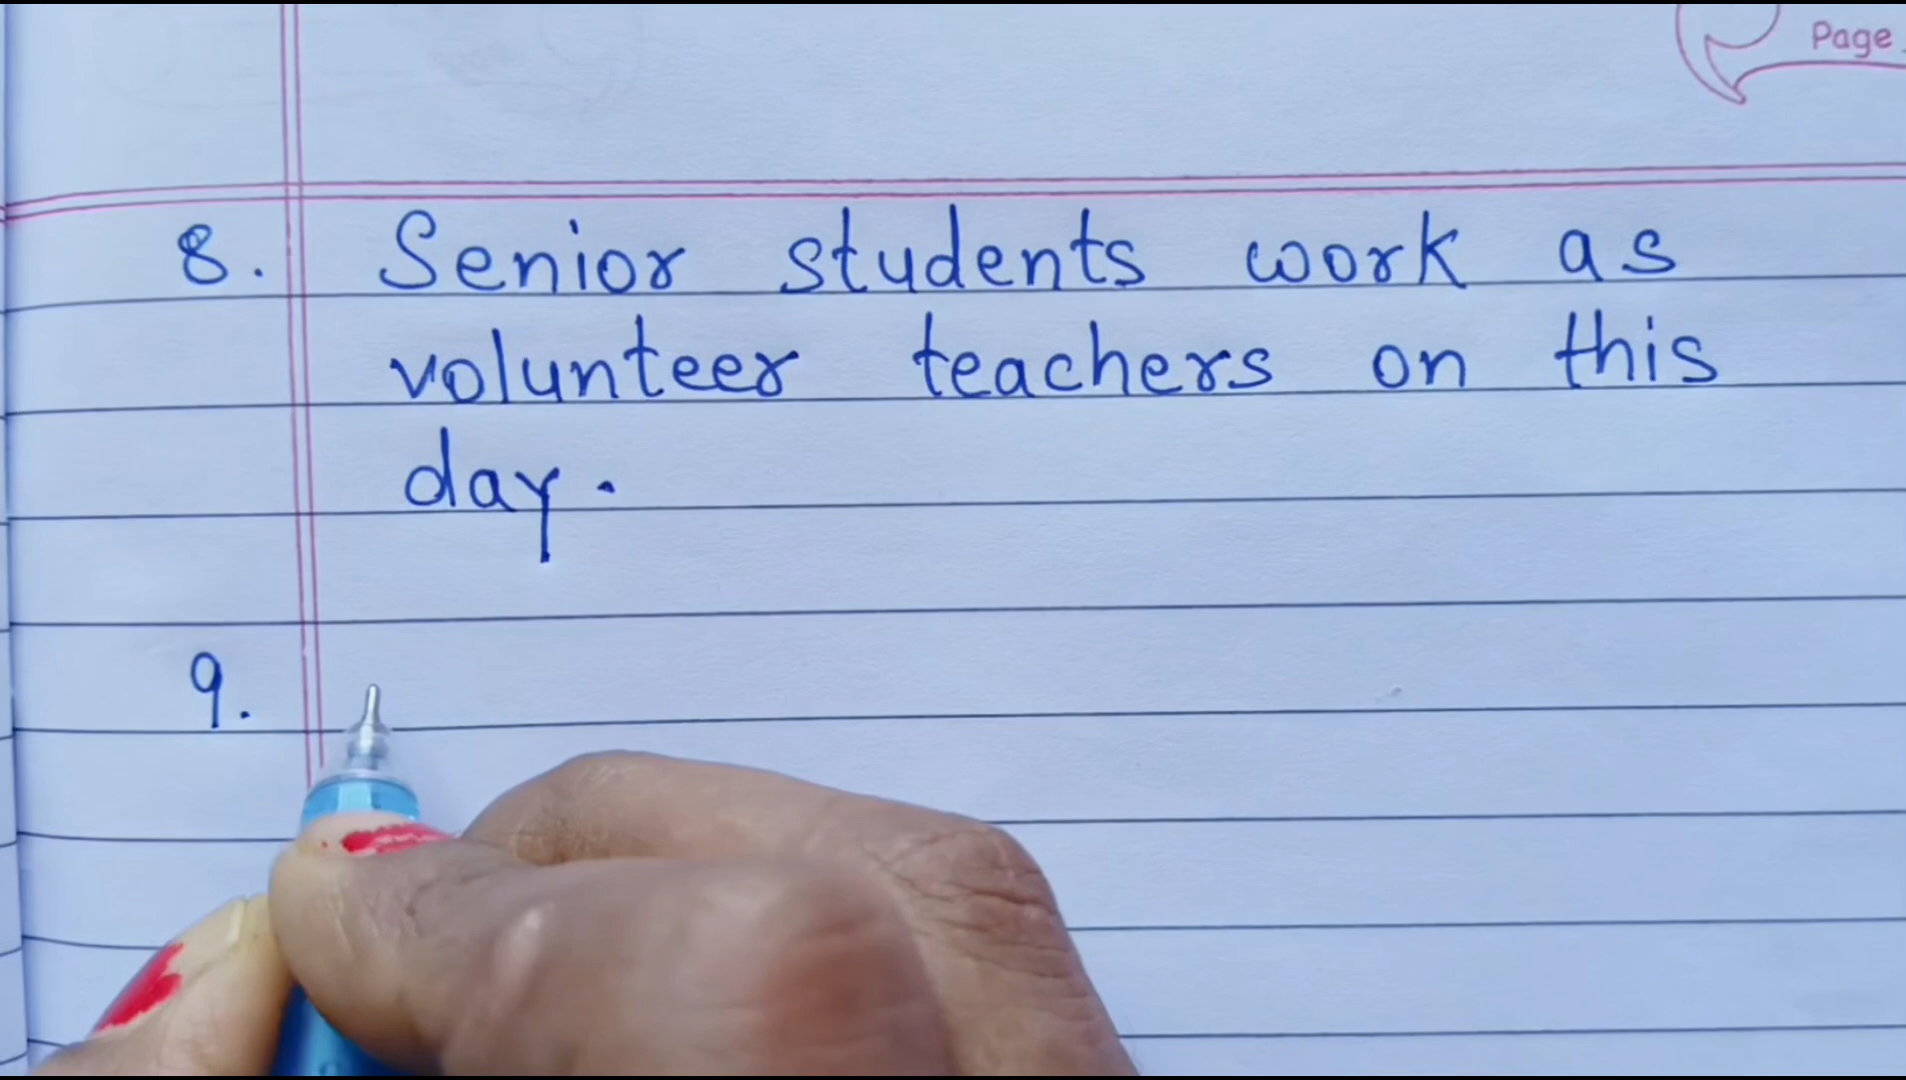 Page
8. Senior students work as
volunteer teachers on this
day.
9.